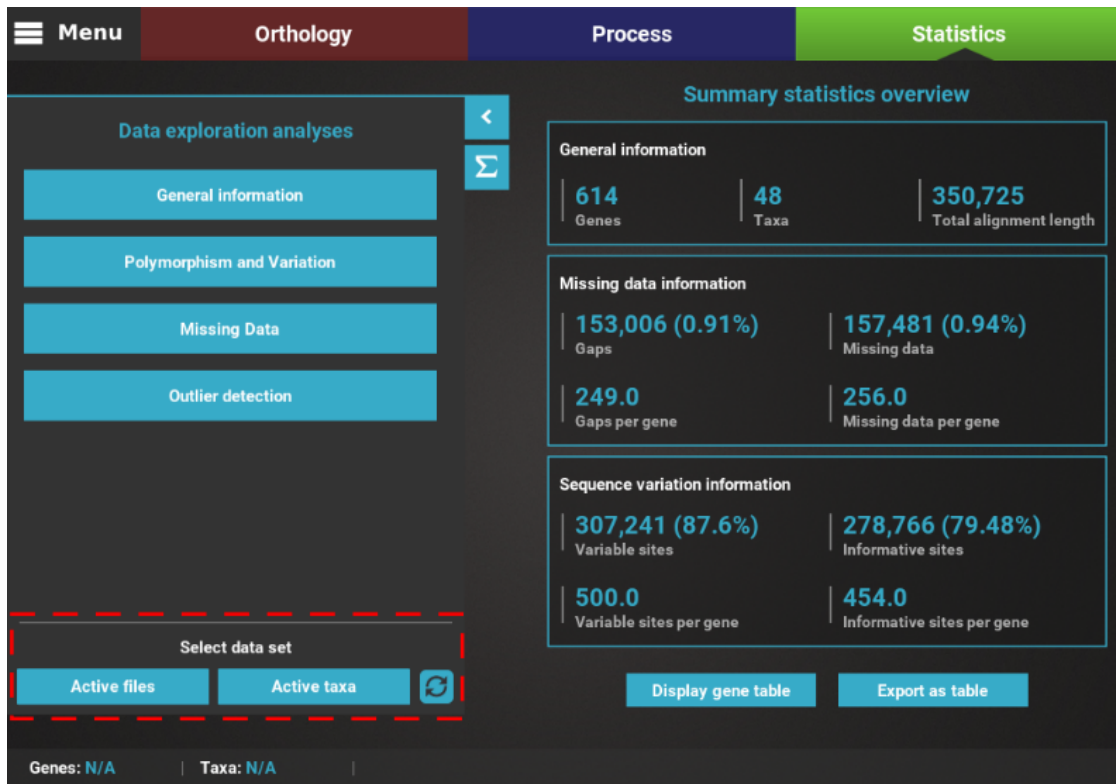 Menu
Orthology
Process
Statistics
Data exploration analyses
General information
Polymorphism and Variation
Missing Data
Outlier detection
Select data set
Active files
Active taxa
<
Σ
Summary statistics overview
General information
614
Genes
48
Taxa
350,725
Total alignment length
Missing data information
153,006 (0.91%)
Gaps
157,481 (0.94%)
Missing data
249.0
Gaps per gene
256.0
Missing data per gene
Sequence variation information
307,241 (87.6%)
Variable sites
278,766 (79.48%)
Informative sites
500.0
Variable sites per gene
454.0
Informative sites per gene
Display gene table
Export as table
Genes: N/A
Taxa: N/A